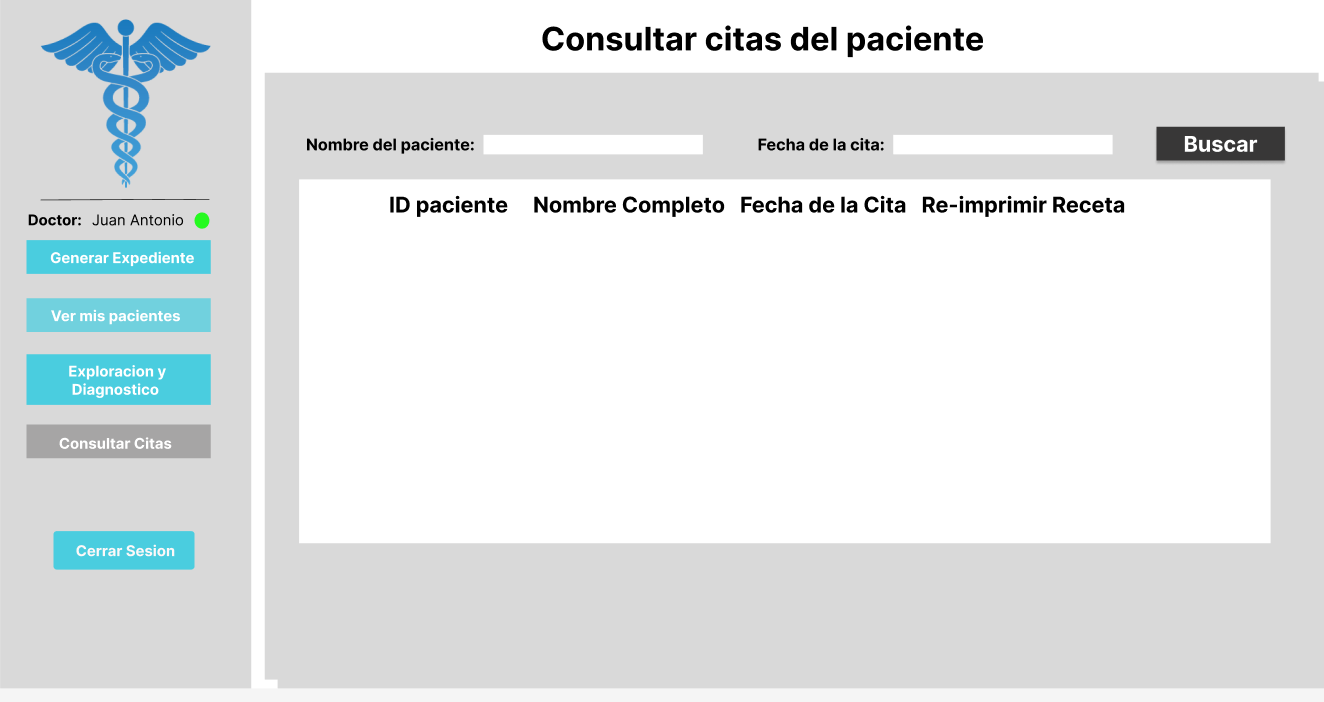 Consultar citas del paciente
Doctor: Juan Antonio
Generar Expediente
Ver mis pacientes
Exploracion y
Diagnostico
Consultar Citas
Cerrar Sesion
Nombre del paciente:
Fecha de la cita:
Buscar
ID paciente Nombre Completo Fecha de la Cita Re-imprimir Receta